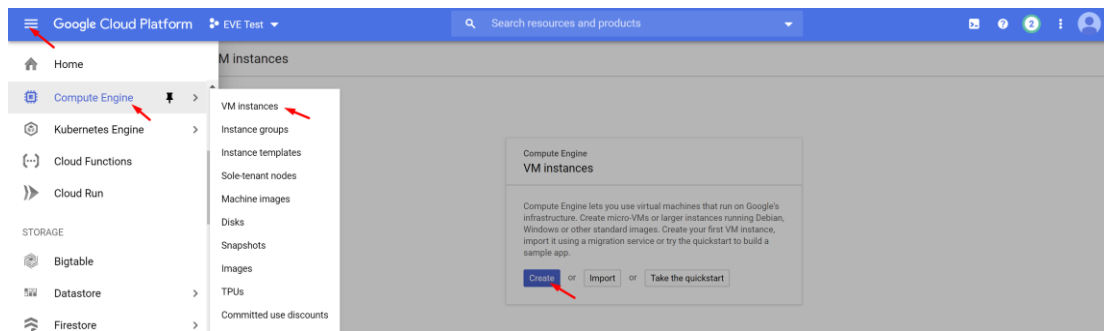 Google Cloud Platform
EVE Test
Search resources and products
2
Home
Compute Engine
Kubernetes Engine
Cloud Functions
Cloud Run
STORAGE
Bigtable
Datastore
Firestore
VM instances
Instance groups
Instance templates
Sole-tenant nodes
Machine images
Disks
Snapshots
Images
TPUs
Committed use discounts
M instances
Compute Engine
VM instances
Compute Engine lets you use virtual machines that run on Google's
infrastructure. Create micro-VMs or larger instances running Debian,
Windows or other standard images. Create your first VM instance,
import it using a migration service or try the quickstart to build a
sample app.
Create or Import or Take the quickstart